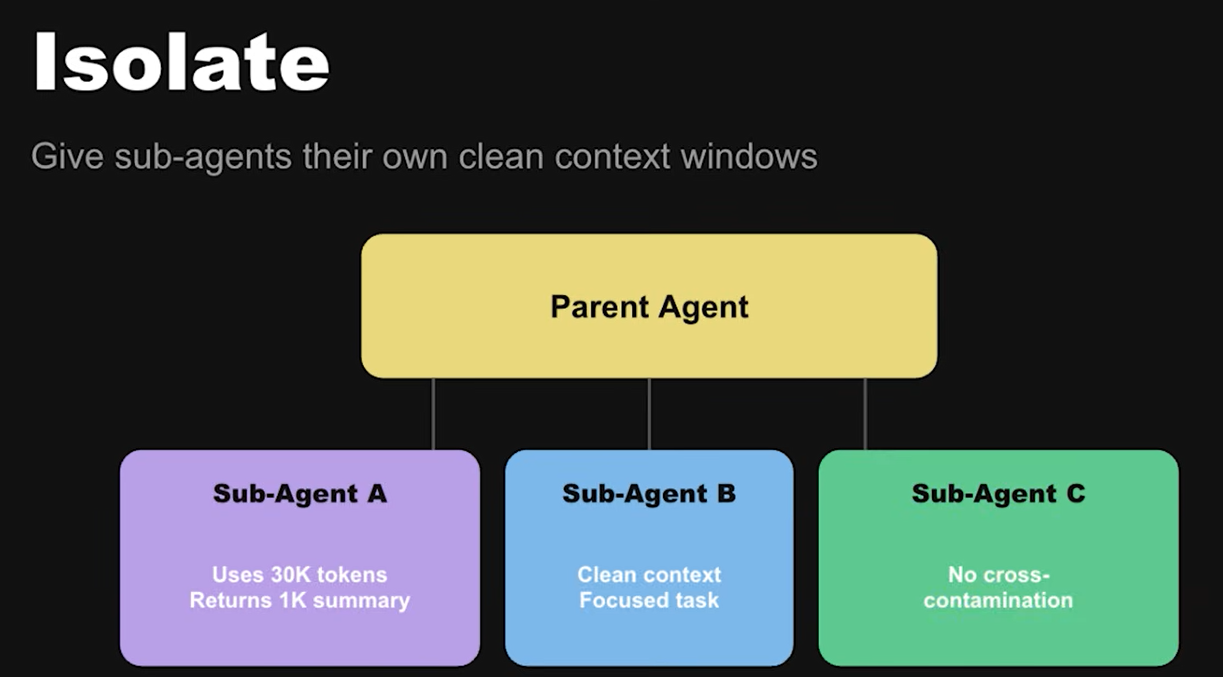 Isolate
Give sub-agents their own clean context windows
Parent Agent
Sub-Agent A
Uses 30K tokens
Returns 1K summary
Sub-Agent B
Clean context
Focused task
Sub-Agent C
No cross-
contamination